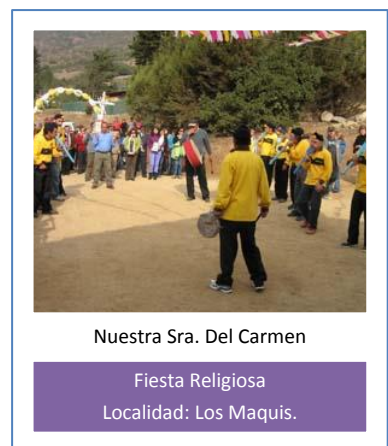 Nuestra Sra. Del Carmen
Fiesta Religiosa
Localidad: Los Maquis.